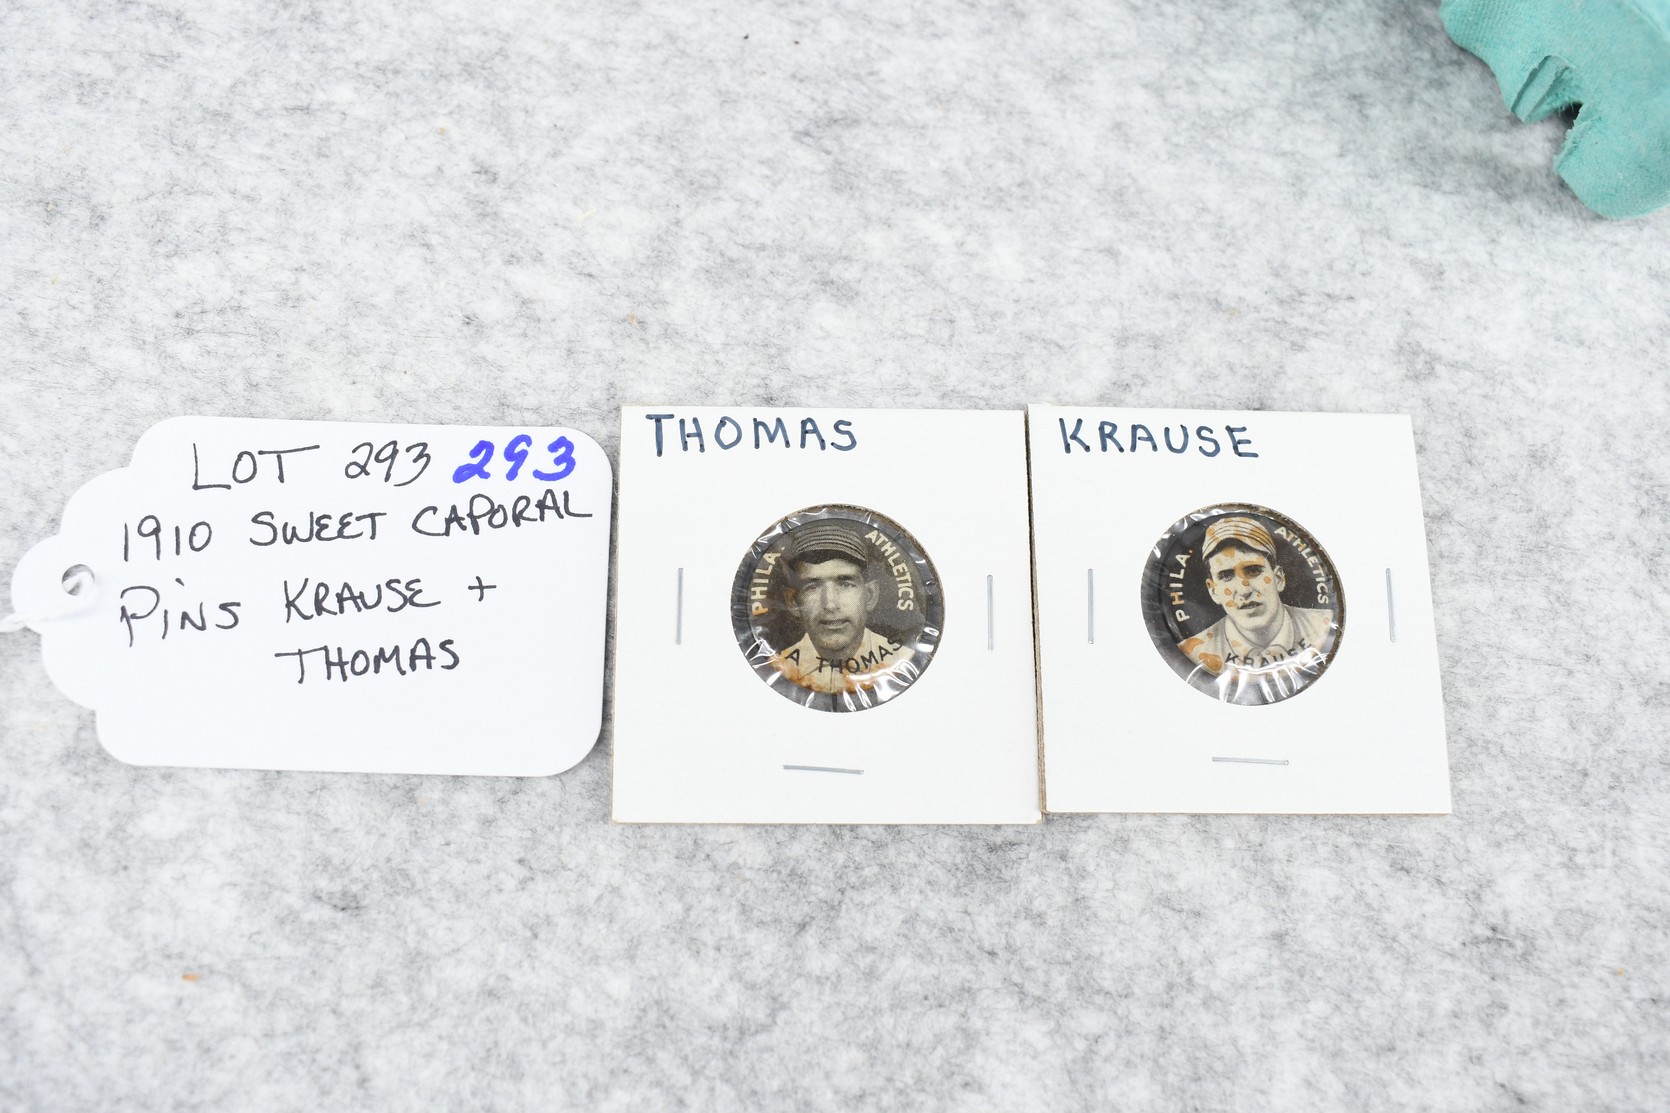 LOT 293 293
1910 SWEET CAPORAL
PiNS KRAUSE +
THOMAS
THOMAS
PHILA. ATHLETICS
A THOMAS
KRAUSE
PHILA. ATHLETICS
KRAUSE